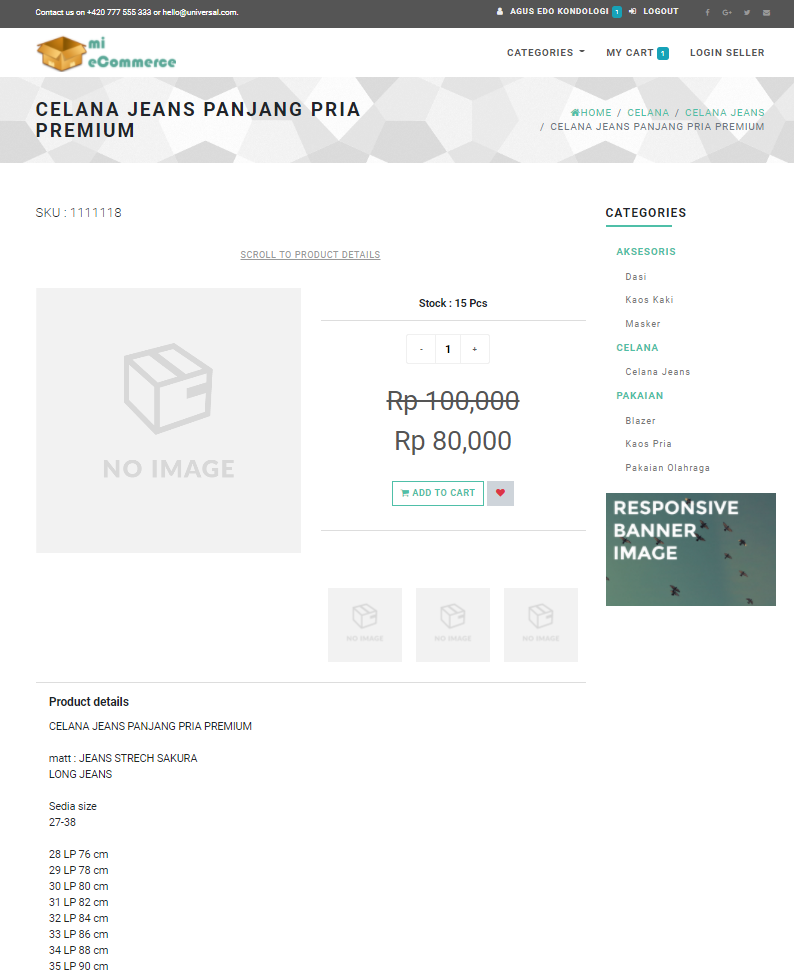 Contact us on +420 777 555 333 or hello@universal.com.
AGUS EDO KONDOLOGI 1 LOGOUT
mi
eCommerce
CATEGORIES MY CART 1 LOGIN SELLER
CELANA JEANS PANJANG PRIA
PREMIUM
HOME / CELANA / CELANA JEANS
/ CELANA JEANS PANJANG PRIA PREMIUM
SKU : 1111118
SCROLL TO PRODUCT DETAILS
NO IMAGE
Stock : 15 Pcs
- 1 +
Rp 100,000
Rp 80,000
ADD TO CART
NO IMAGE
NO IMAGE
NO IMAGE
Product details
CELANA JEANS PANJANG PRIA PREMIUM
matt : JEANS STRECH SAKURA
LONG JEANS
Sedia size
27-38
28 LP 76 cm
29 LP 78 cm
30 LP 80 cm
31 LP 82 cm
32 LP 84 cm
33 LP 86 cm
34 LP 88 cm
35 LP 90 cm
CATEGORIES
AKSESORIS
Dasi
Kaos Kaki
Masker
CELANA
Celana Jeans
PAKAIAN
Blazer
Kaos Pria
Pakaian Olahraga
RESPONSIVE
BANNER
IMAGE